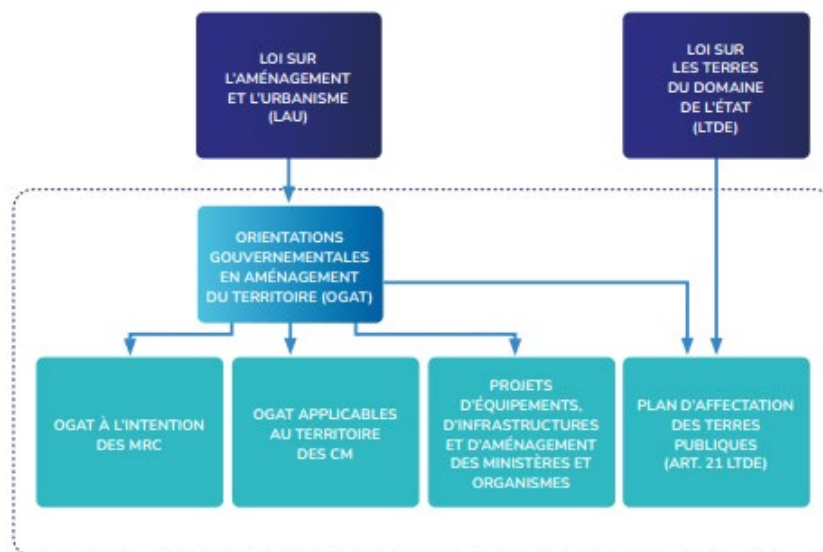 LOI SUR
L'AMÉNAGEMENT
ET L'URBANISME
(LAU)
LOI SUR
LES TERRES
DU DOMAINE
DE L'ÉTAT
(LTDE)
ORIENTATIONS
GOUVERNEMENTALES
EN AMÉNAGEMENT
DU TERRITOIRE (OGAT)
OGAT À L'INTENTION
DES MRC
OGAT APPLICABLES
AU TERRITOIRE
DES CM
PROJETS
D'ÉQUIPEMENTS,
D'INFRASTRUCTURES
ET D'AMÉNAGEMENT
DES MINISTÈRES ET
ORGANISMES
PLAN D'AFFECTATION
DES TERRES
PUBLIQUES
(ART. 21 LTDE)